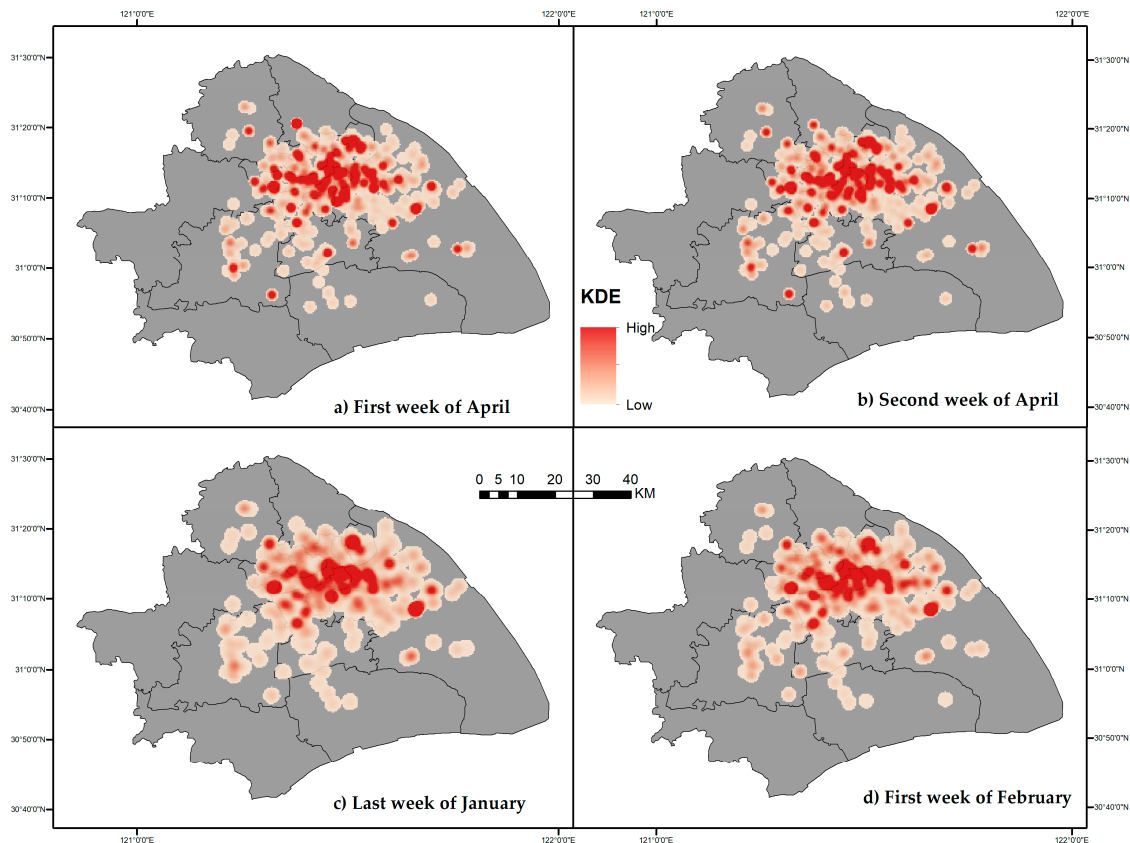 121°0'0"E
122°0'0"E
121°0'0"E
122°0'0"E
31°30'0"N
31°20'0"N
31°10'0"N
31°0'0"N
30°50'0"N
30°40'0"N
31°30'0"N
31°20'0"N
31°10'0"N
31°0'0"N
30°50'0"N
30°40'0"N
KDE
High
Low
a) First week of April
b) Second week of April
31°30'0"N
31°20'0"N
31°10'0"N
31°0'0"N
30°50'0"N
30°40'0"N
31°30'0"N
31°20'0"N
31°10'0"N
31°0'0"N
30°50'0"N
30°40'0"N
0 5 10 20 30 40
KM
c) Last week of January
d) First week of February
121°0'0"E
122°0'0"E
121°0'0"E
122°0'0"E